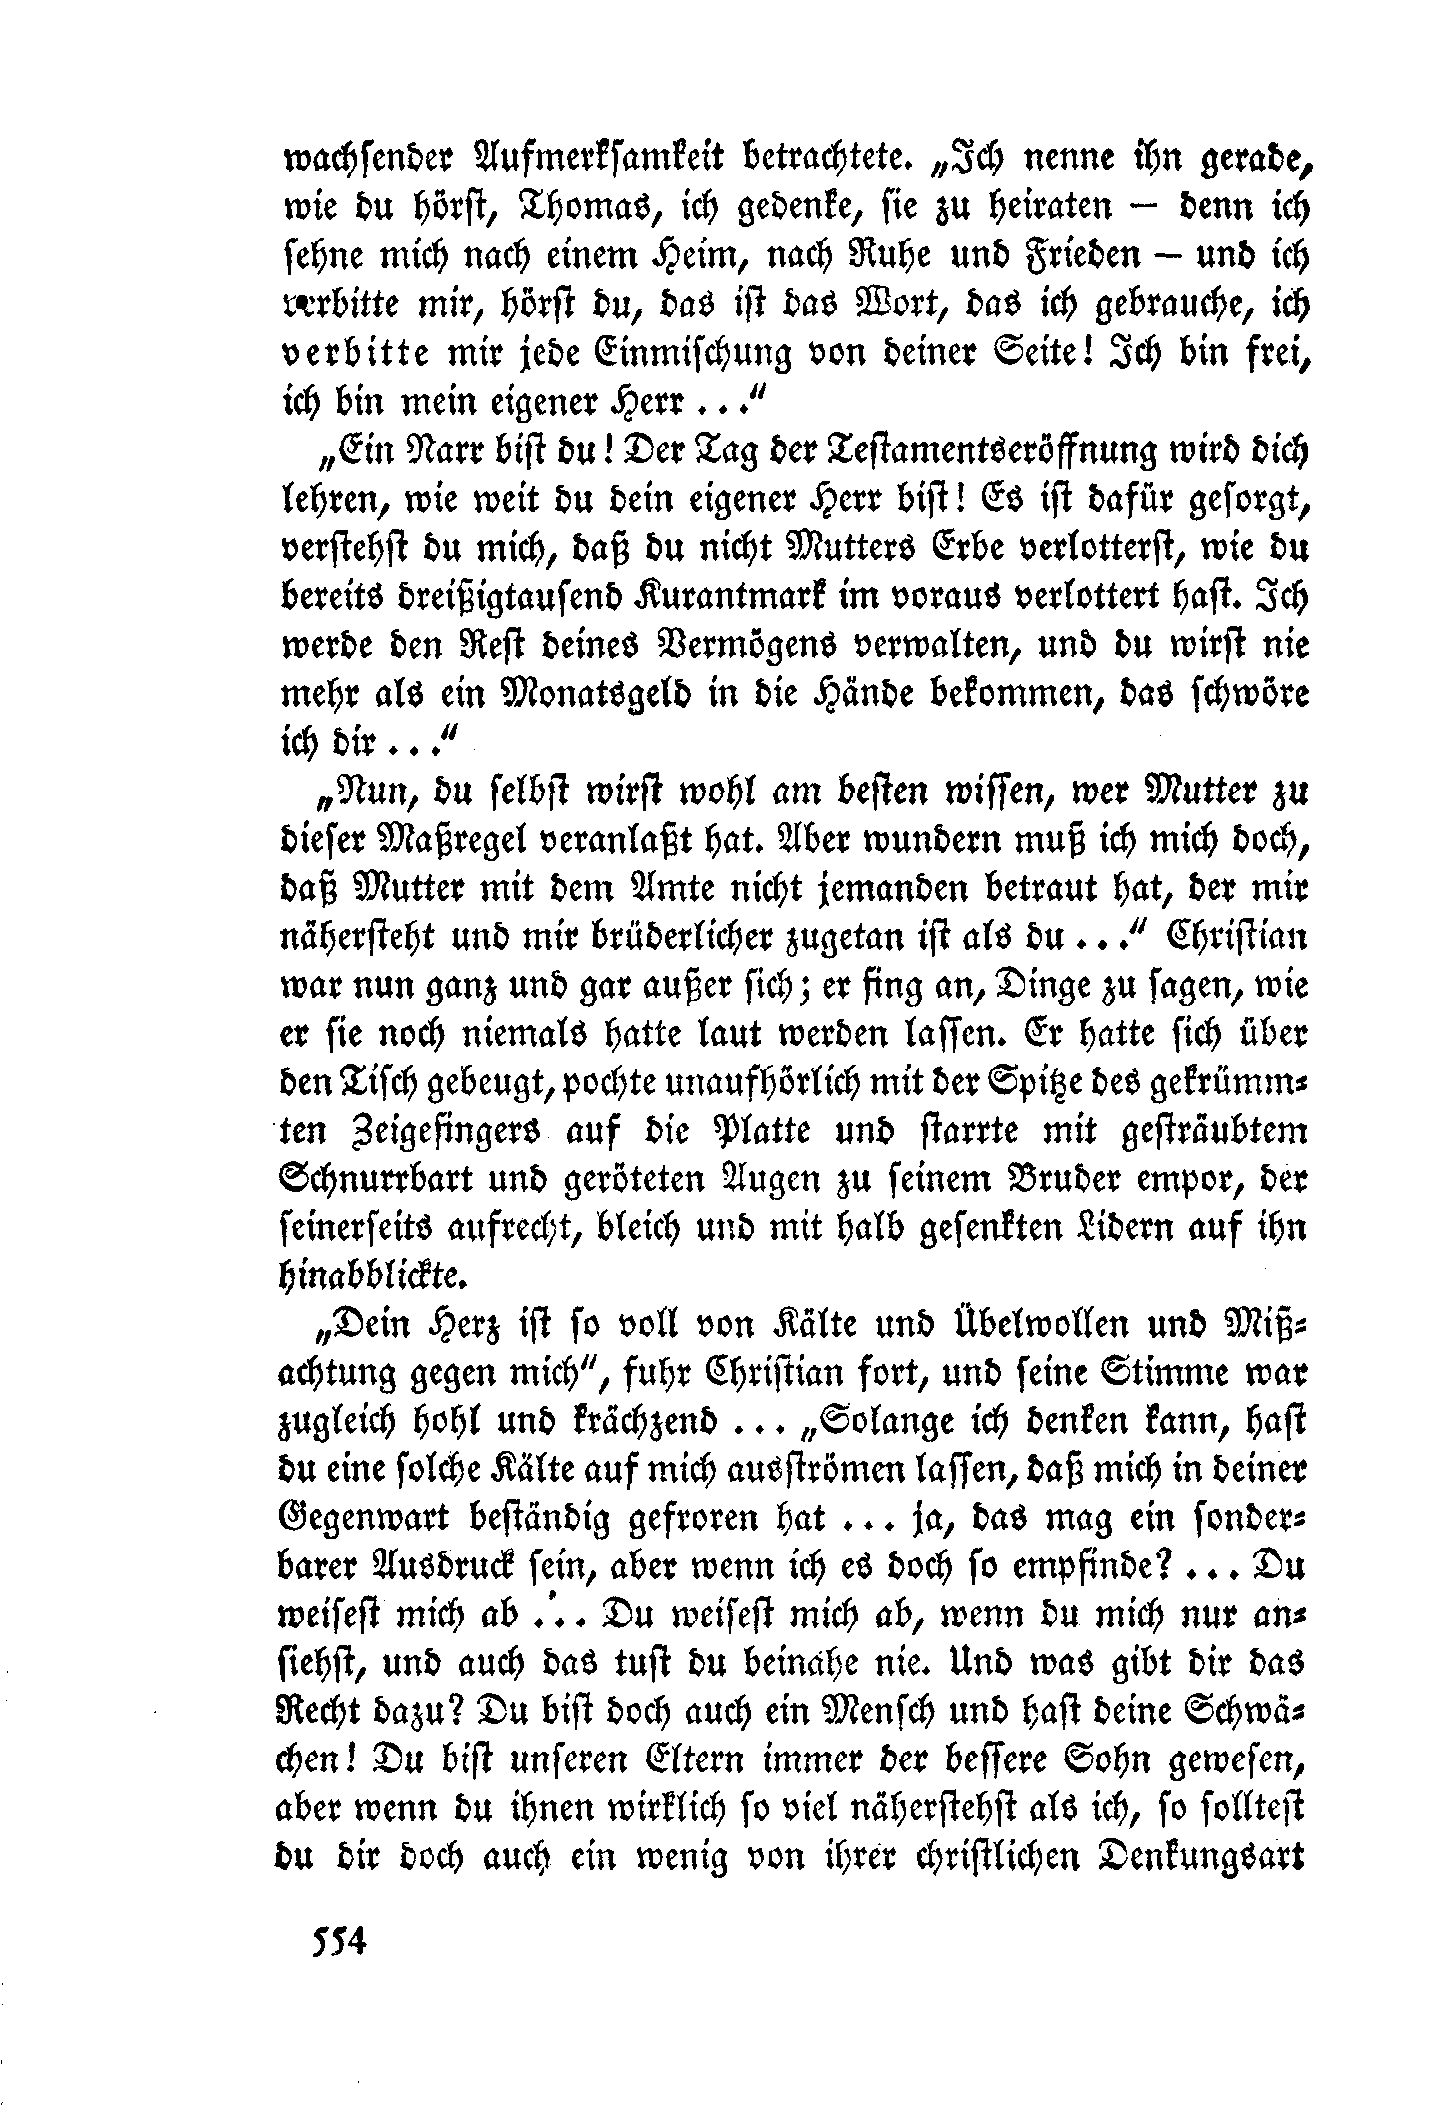 wachsender Aufmerksamkeit betrachtete. „Ich nenne ihn gerade,
wie du hörst, Thomas, ich gedenke, sie zu heiraten — denn ich
sehne mich nach einem Heim, nach Ruhe und Frieden — und ich
verbitte mir, hörst du, das ist das Wort, das ich gebrauche, ich
verbitte mir jede Einmischung von deiner Seite! Ich bin frei,
ich bin mein eigener Herr . . .“
„Ein Narr bist du! Der Tag der Testamentseröffnung wird dich
lehren, wie weit du dein eigener Herr bist! Es ist dafür gesorgt,
verstehst du mich, daß du nicht Mutters Erbe verlotterst, wie du
bereits dreißigtausend Kurantmark im voraus verlottert hast. Ich
werde den Rest deines Vermögens verwalten, und du wirst nie
mehr als ein Monatsgeld in die Hände bekommen, das schwöre
ich dir . . .“
„Nun, du selbst wirst wohl am besten wissen, wer Mutter zu
dieser Maßregel veranlaßt hat. Aber wundern muß ich mich doch,
daß Mutter mit dem Amte nicht jemanden betraut hat, der mir
nähersteht und mir brüderlicher zugetan ist als du . . .“ Christian
war nun ganz und gar außer sich; er fing an, Dinge zu sagen, wie
er sie noch niemals hatte laut werden lassen. Er hatte sich über
den Tisch gebeugt, pochte unaufhörlich mit der Spitze des gekrümm-
ten Zeigefingers auf die Platte und starrte mit gesträubtem
Schnurrbart und geröteten Augen zu seinem Bruder empor, der
seinerseits aufrecht, bleich und mit halb gesenkten Lidern auf ihn
hinabblickte.
„Dein Herz ist so voll von Kälte und Übelwollen und Miß-
achtung gegen mich“, fuhr Christian fort, und seine Stimme war
zugleich hohl und krächzend . . . „Solange ich denken kann, hast
du eine solche Kälte auf mich ausströmen lassen, daß mich in deiner
Gegenwart beständig gefroren hat . . . ja, das mag ein sonder-
barer Ausdruck sein, aber wenn ich es doch so empfinde? . . . Du
weisest mich ab . . . Du weisest mich ab, wenn du mich nur an-
siehst, und auch das tust du beinahe nie. Und was gibt dir das
Recht dazu? Du bist doch auch ein Mensch und hast deine Schwä-
chen! Du bist unseren Eltern immer der bessere Sohn gewesen,
aber wenn du ihnen wirklich so viel näherstehst als ich, so solltest
du dir doch auch ein wenig von ihrer christlichen Denkungsart
554